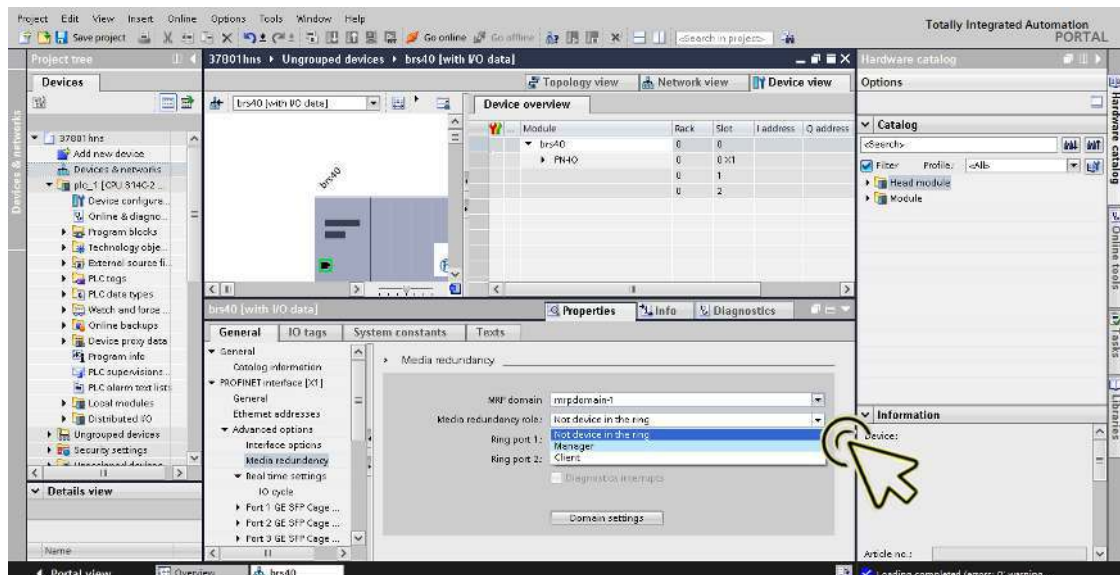 Project Edit View Insert Online Options Tools Window Help
Totally Integrated Automation
PORTAL
Save project
Go online
Go offline
<Search in project>
Project tree
37801hns ▸ Ungrouped devices ▸ brs40 [with I/O data]
Hardware catalog
Devices
Topology view
Network view
Device view
Options
brs40 [with I/O data]
Device overview
Module Rack Slot I address Q address
brs40 0 0
PN-IO 0 0 X1
0 1
0 2
brs40
Catalog
<Search>
Filter Profile: <All>
Head module
Module
37801hns
Add new device
Devices & networks
plc_1 [CPU 314C-2 ...
Device configura...
Online & diagno...
Program blocks
Technology obje...
External source fi...
PLC tags
PLC data types
Watch and force ...
Online backups
Device proxy data
Program info
PLC supervisions...
PLC alarm text lists
Local modules
Distributed I/O
Ungrouped devices
Security settings
Details view
Name
brs40 [with I/O data]
Properties
Info
Diagnostics
General
IO tags
System constants
Texts
General
Catalog information
PROFINET interface [X1]
General
Ethernet addresses
Advanced options
Interface options
Media redundancy
Real time settings
IO cycle
Port 1 GE SFP Cage ...
Port 2 GE SFP Cage ...
Port 3 GE SFP Cage ...
Media redundancy
MRP domain mrpdomain-1
Media redundancy role: Not device in the ring
Ring port 1: Not device in the ring
Manager
Ring port 2: Client
Diagnostics interrupts
Domain settings
Information
Device:
Article no.:
Devices & networks
Hardware catalog
Online tools
Tasks
Libraries
Portal view
Overview
brs40
Loading completed (errors: 0; warning...